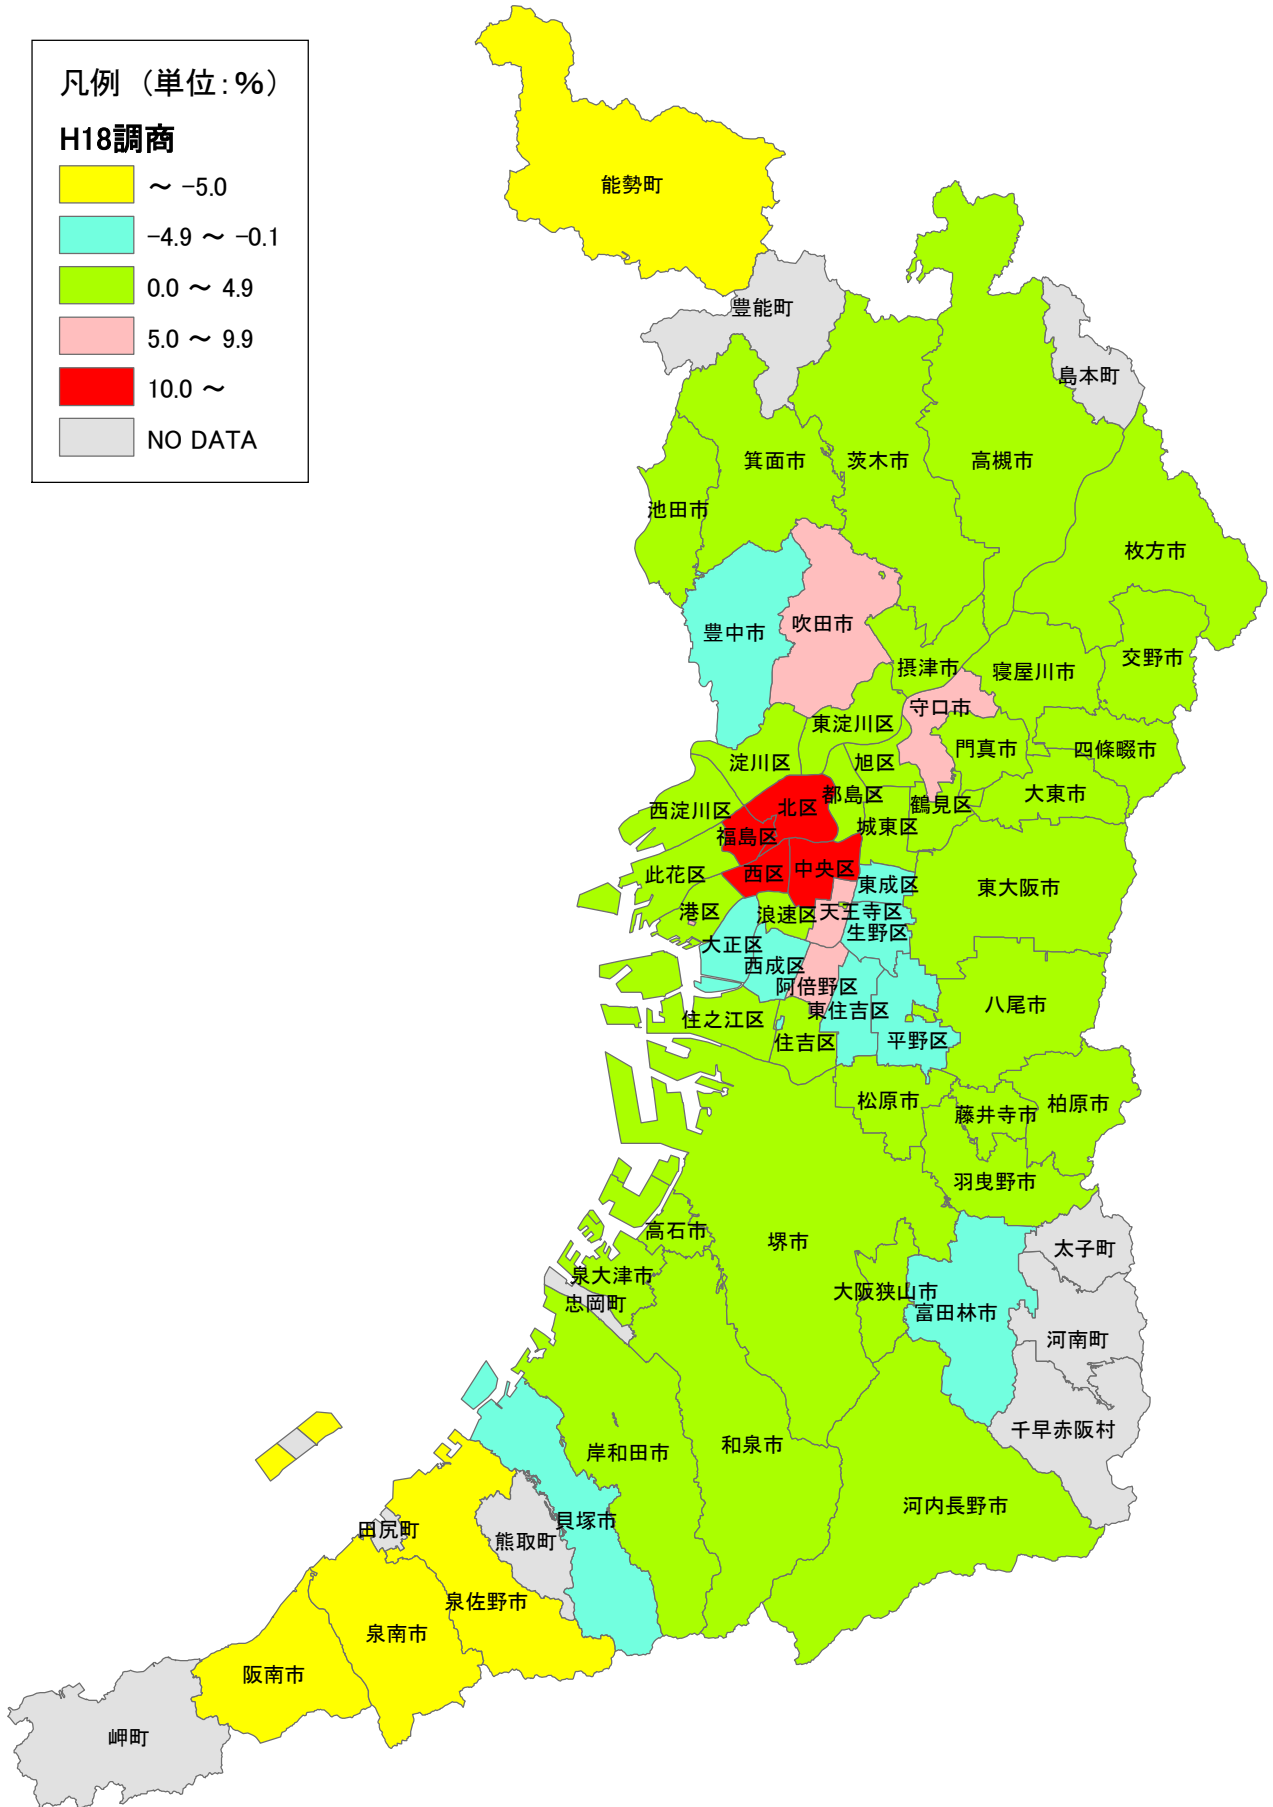 凡例 （単位：%）
H18調商
～ -5.0
-4.9 ～ -0.1
0.0 ～ 4.9
5.0 ～ 9.9
10.0 ～
NO DATA
能勢町
豊能町
島本町
箕面市
茨木市
高槻市
池田市
枚方市
豊中市
吹田市
摂津市
寝屋川市
交野市
守口市
東淀川区
門真市
四條畷市
淀川区
旭区
西淀川区
北区
都島区
鶴見区
大東市
福島区
城東区
此花区
西区
中央区
東成区
東大阪市
港区
浪速区
天王寺区
生野区
大正区
西成区
阿倍野区
東住吉区
八尾市
住之江区
住吉区
平野区
松原市
藤井寺市
柏原市
羽曳野市
高石市
堺市
太子町
泉大津市
忠岡町
大阪狭山市
富田林市
河南町
千早赤阪村
岸和田市
和泉市
河内長野市
貝塚市
田尻町
熊取町
泉佐野市
泉南市
阪南市
岬町